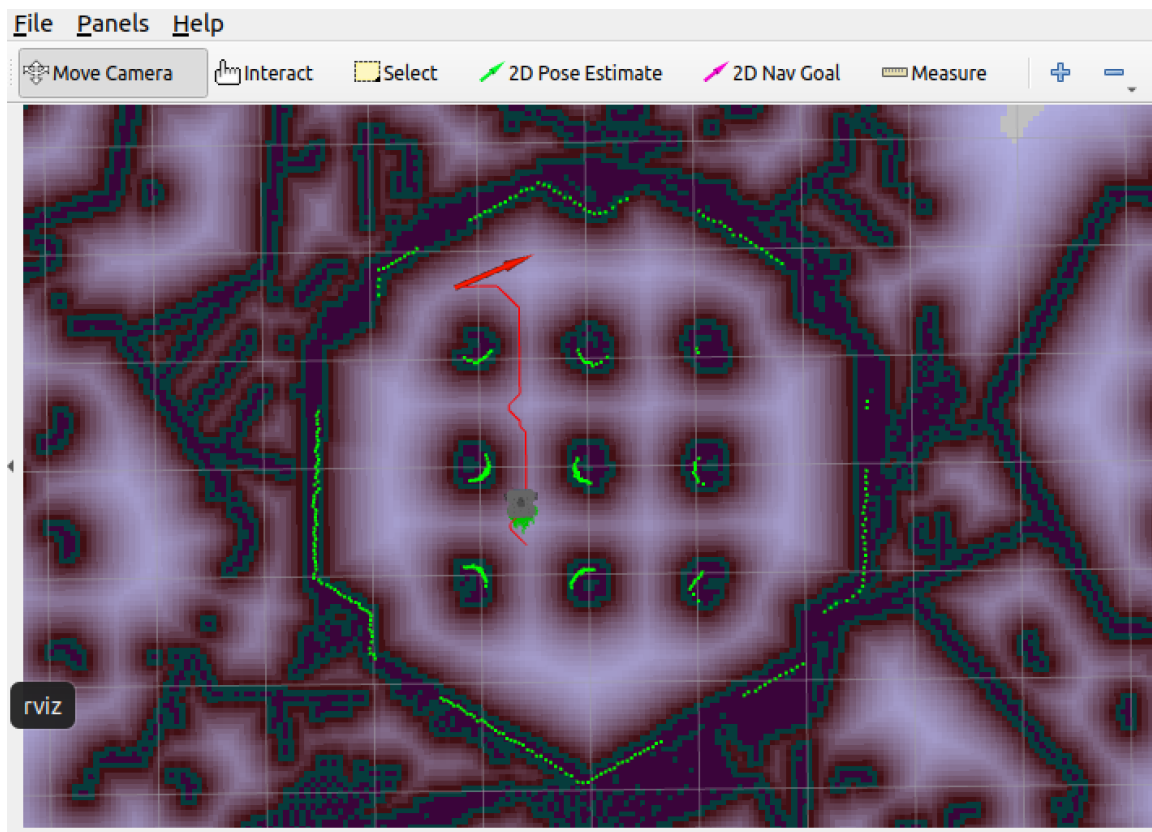 File Panels Help
Move Camera Interact Select 2D Pose Estimate 2D Nav Goal Measure
rviz